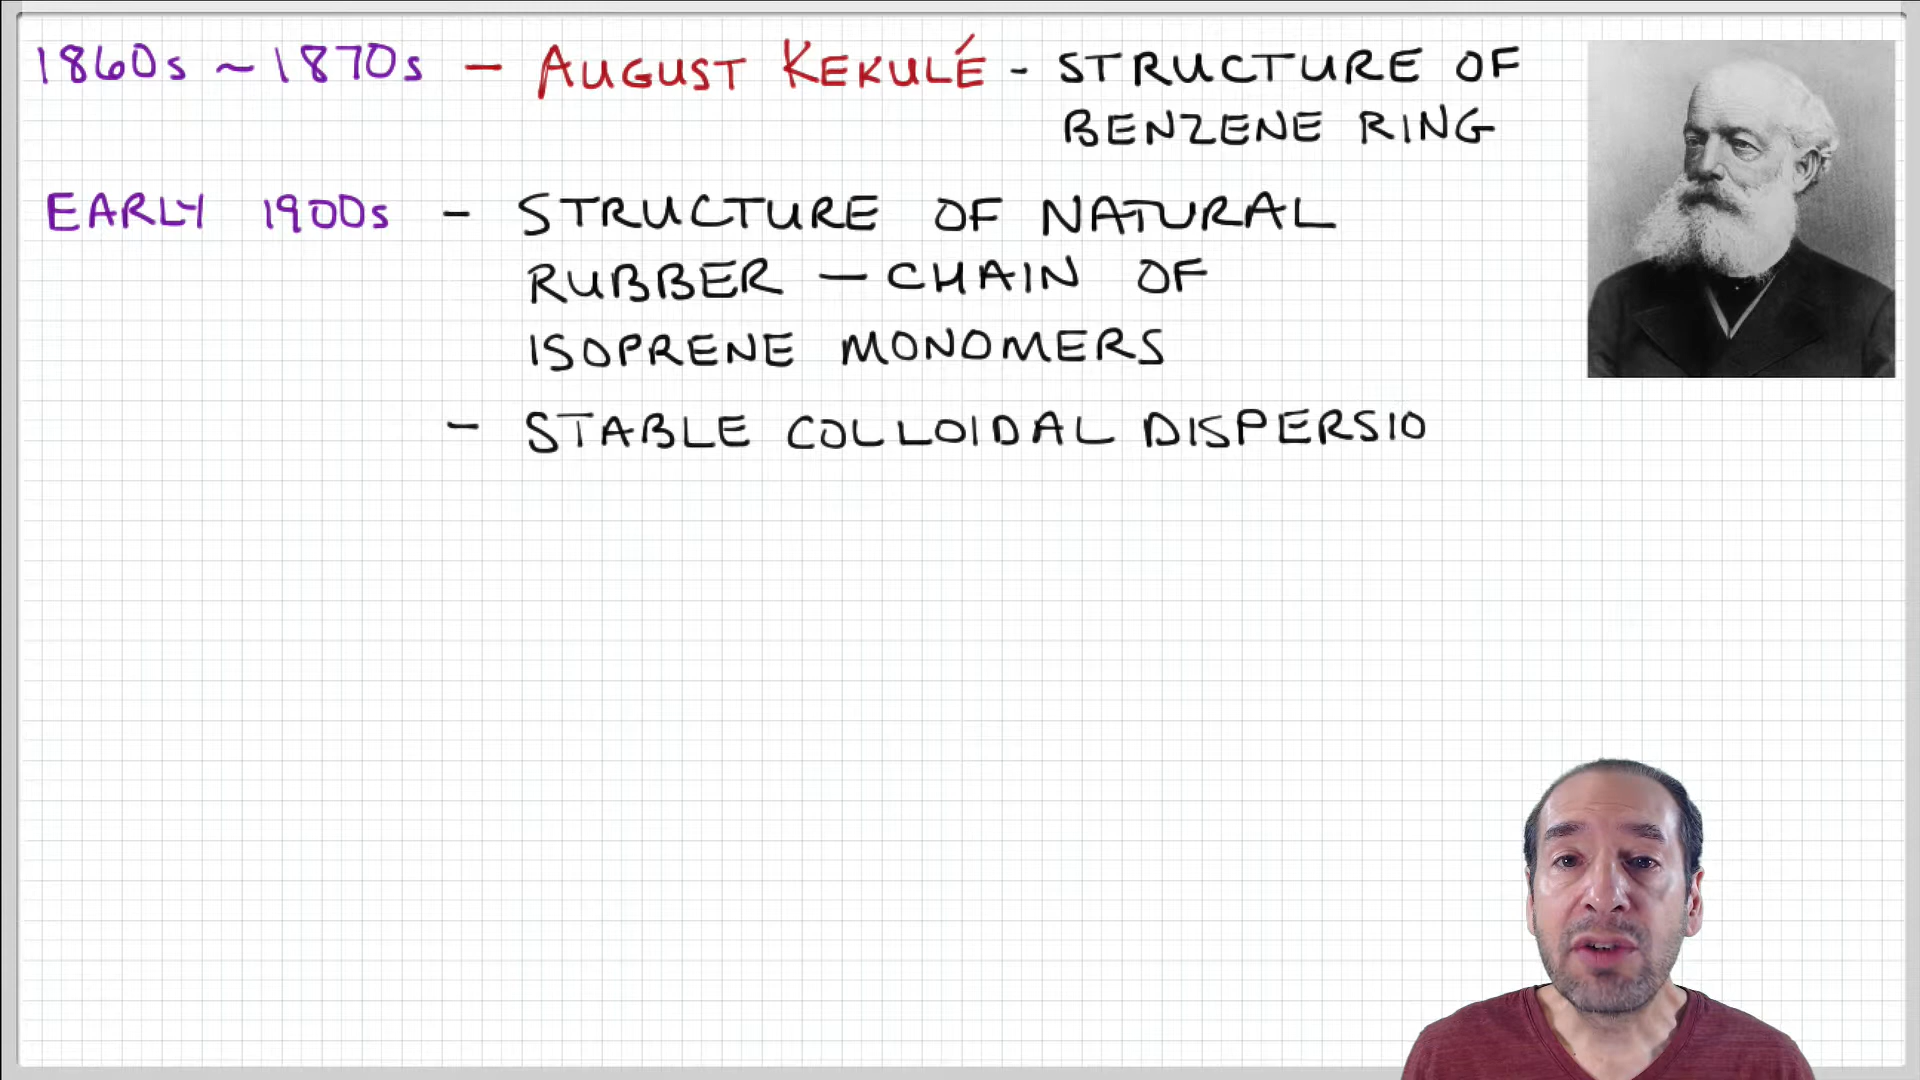 1860s ~ 1870s - AUGUST KEKULÉ - STRUCTURE OF
BENZENE RING
EARLY 1900s - STRUCTURE OF NATURAL
RUBBER - CHAIN OF
ISOPRENE MONOMERS
- STABLE COLLOIDAL DISPERSIO